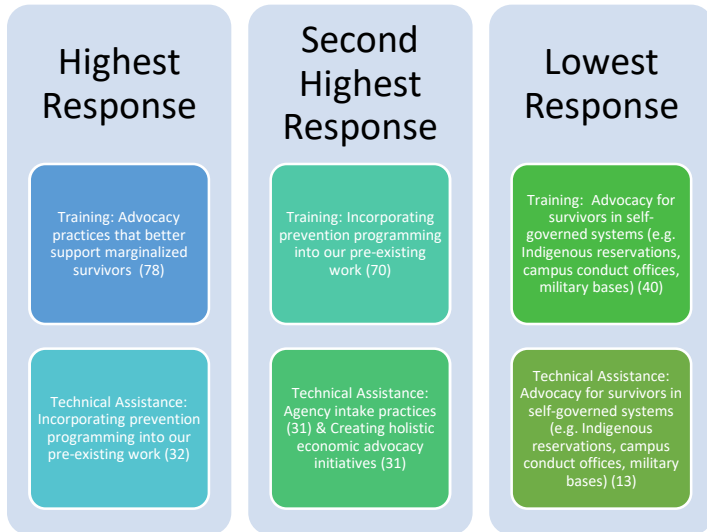 Highest
Response
Training: Advocacy
practices that better
support marginalized
survivors (78)
Technical Assistance:
Incorporating prevention
programming into our
pre-existing work (32)
Second
Highest
Response
Training: Incorporating
prevention programming
into our pre-existing
work (70)
Technical Assistance:
Agency intake practices
(31) & Creating holistic
economic advocacy
initiatives (31)
Lowest
Response
Training: Advocacy for
survivors in self-
governed systems (e.g.
Indigenous reservations,
campus conduct offices,
military bases) (40)
Technical Assistance:
Advocacy for survivors in
self-governed systems
(e.g. Indigenous
reservations, campus
conduct offices, military
bases) (13)